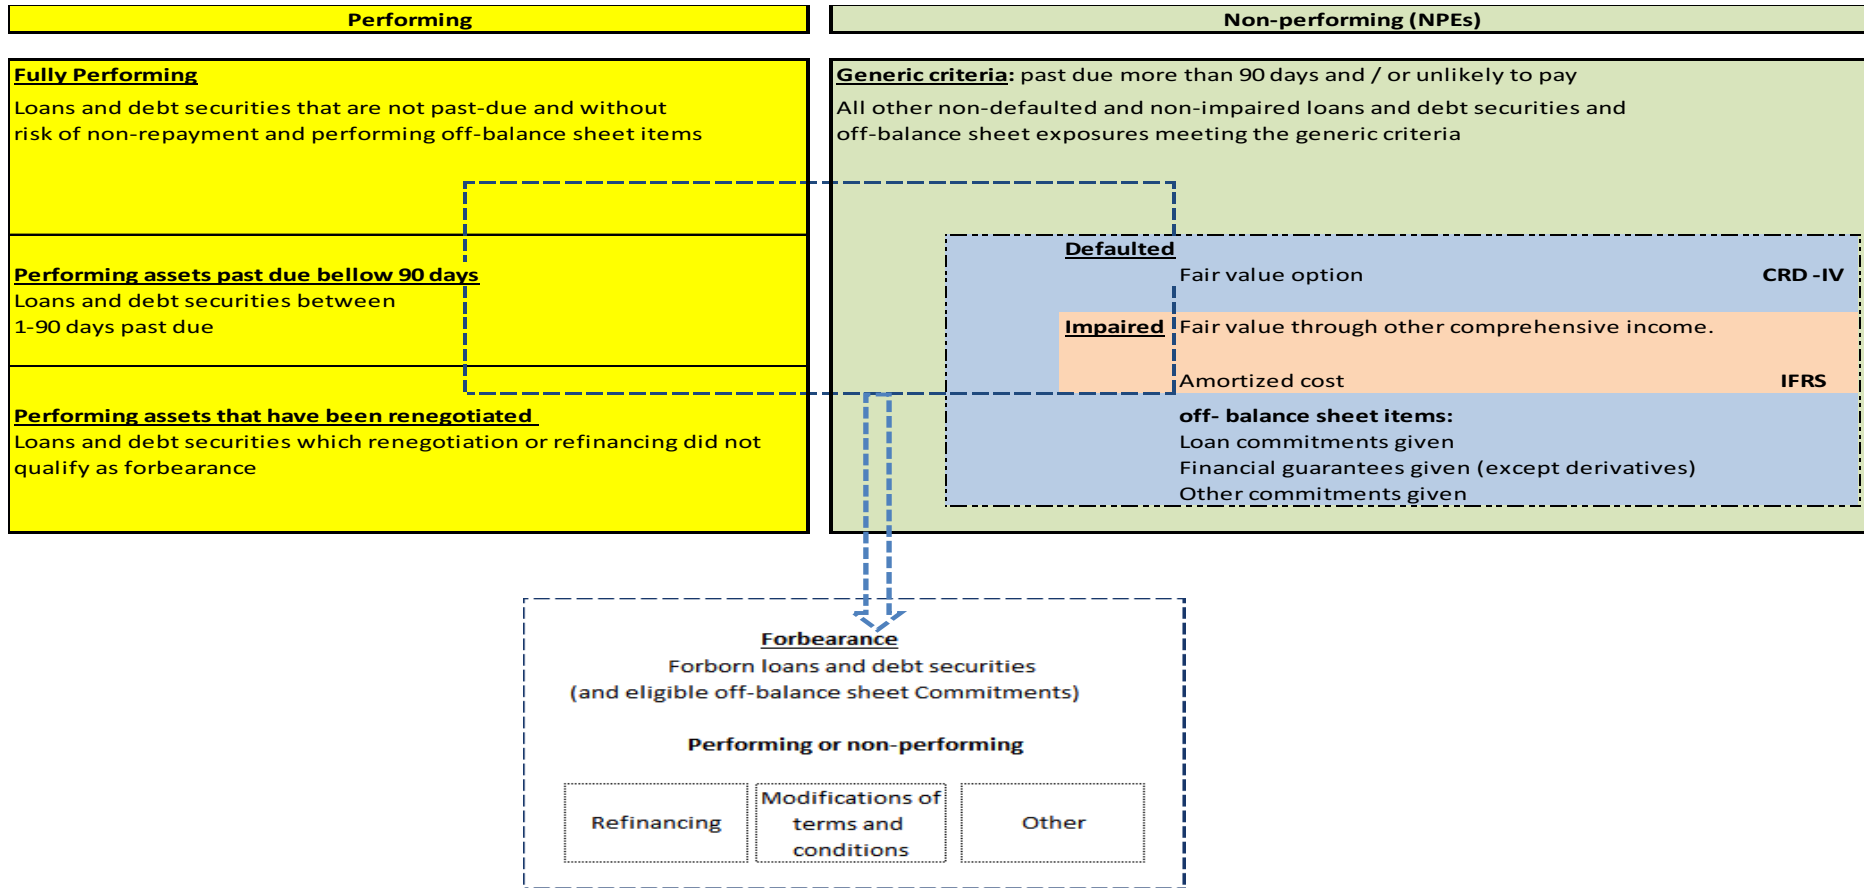 Performing
Non-performing (NPEs)
Fully Performing
Loans and debt securities that are not past-due and without
risk of non-repayment and performing off-balance sheet items
Performing assets past due bellow 90 days
Loans and debt securities between
1-90 days past due
Performing assets that have been renegotiated
Loans and debt securities which renegotiation or refinancing did not
qualify as forbearance
Generic criteria: past due more than 90 days and / or unlikely to pay
All other non-defaulted and non-impaired loans and debt securities and
off-balance sheet exposures meeting the generic criteria
Defaulted
Fair value option CRD -IV
Impaired Fair value through other comprehensive income.
Amortized cost IFRS
off- balance sheet items:
Loan commitments given
Financial guarantees given (except derivatives)
Other commitments given
Forbearance
Forborn loans and debt securities
(and eligible off-balance sheet Commitments)
Performing or non-performing
Refinancing
Modifications of
terms and
conditions
Other